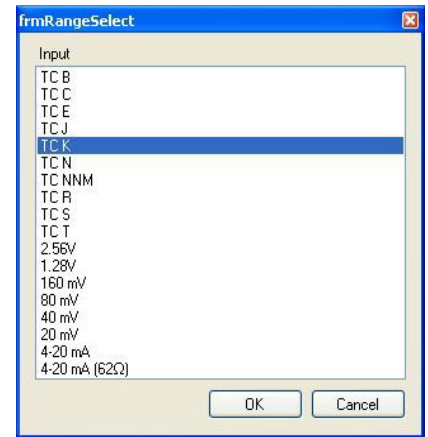 frmRangeSelect
Input
TC B
TC C
TC E
TC J
TC K
TC N
TC NNM
TC R
TC S
TC T
2.56V
1.28V
160 mV
80 mV
40 mV
20 mV
4-20 mA
4-20 mA (62Ω)
OK Cancel